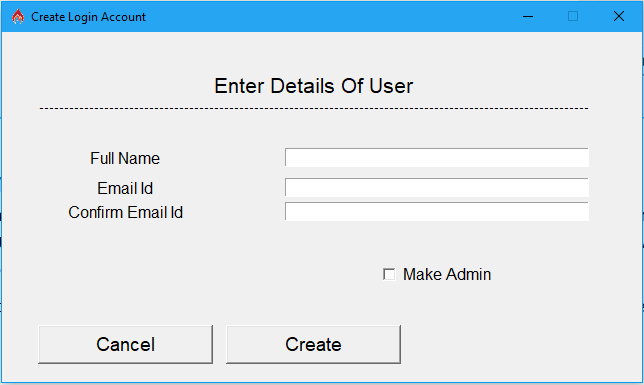 Create Login Account
Enter Details Of User
Full Name
Email Id
Confirm Email Id
Make Admin
Cancel Create